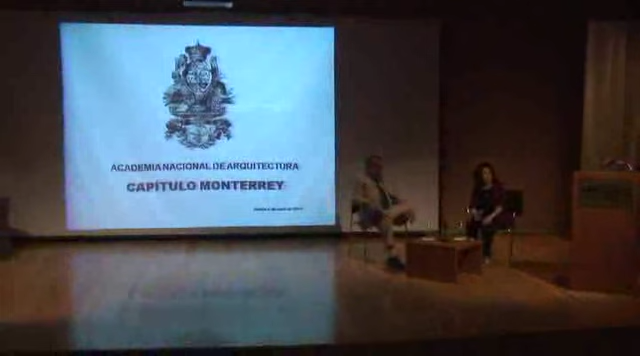 ACADEMIA NACIONAL DE ARQUITECTURA
CAPÍTULO MONTERREY